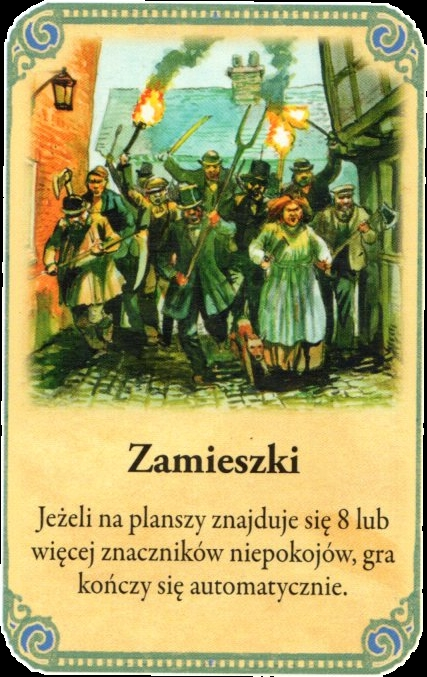 Zamieszki
Jeżeli na planszy znajduje się 8 lub
więcej znaczników niepokojów, gra
kończy się automatycznie.